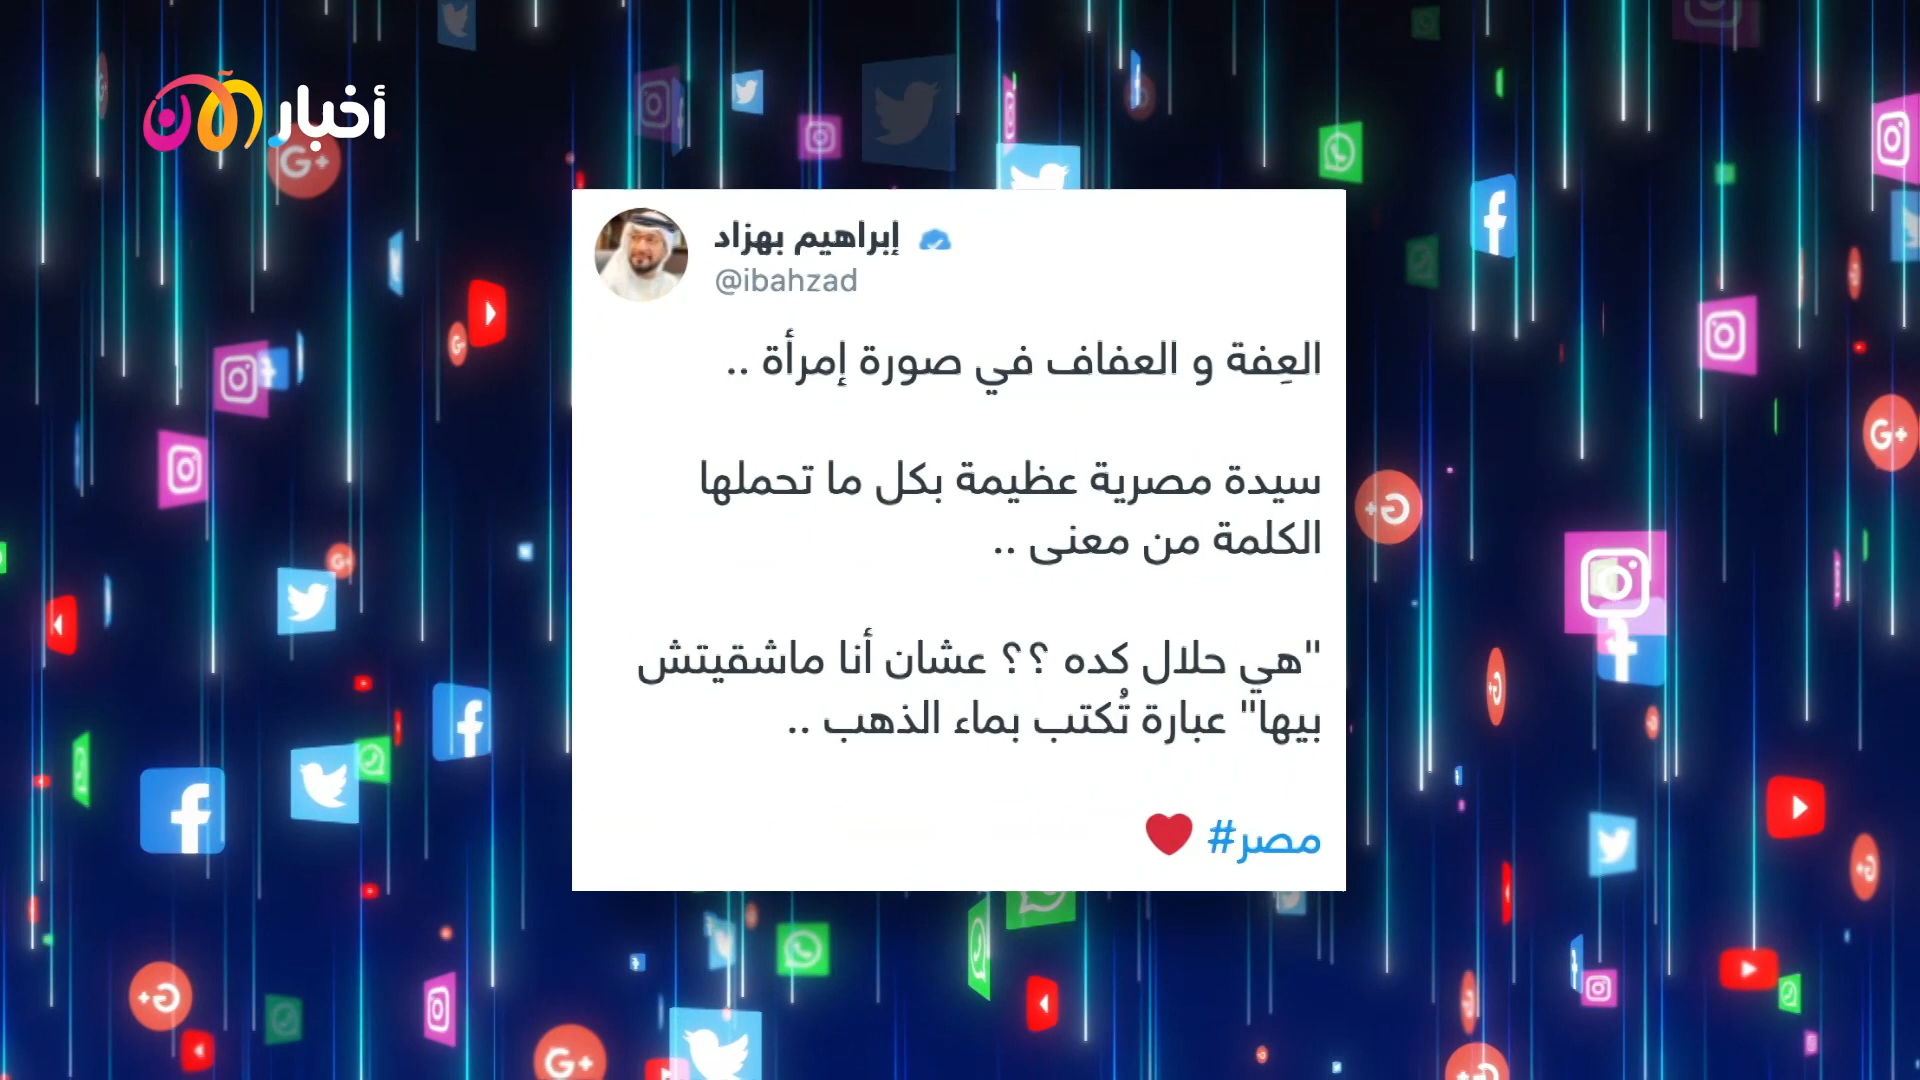 أخبار الآن
إبراهيم بهزاد
@ibahzad
العِفة و العفاف في صورة إمرأة ..
سيدة مصرية عظيمة بكل ما تحملها
الكلمة من معنى ..
"هي حلال كده ؟؟ عشان أنا ماشقيتش
بيها" عبارة تُكتب بماء الذهب ..
#مصر ❤